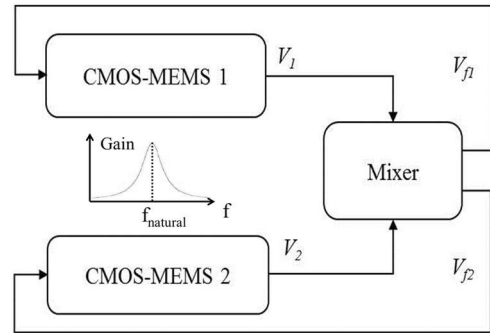 CMOS-MEMS 1
V1
Vf1
Gain
Mixer
fnatural
f
CMOS-MEMS 2
V2
Vf2